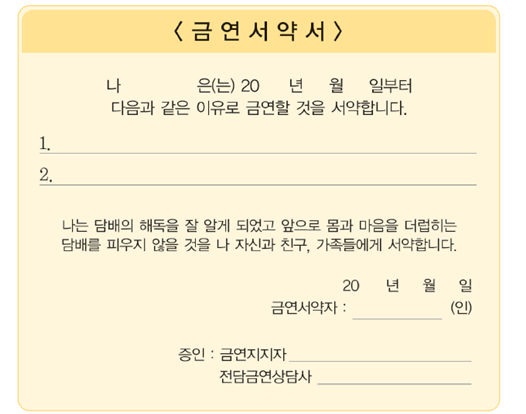 〈 금 연 서 약 서 〉
나 은(는) 20 년 월 일부터
다음과 같은 이유로 금연할 것을 서약합니다.
1.
2.
나는 담배의 해독을 잘 알게 되었고 앞으로 몸과 마음을 더럽히는
담배를 피우지 않을 것을 나 자신과 친구, 가족들에게 서약합니다.
20 년 월 일
금연서약자 : (인)
증인 : 금연지지자
전담금연상담사